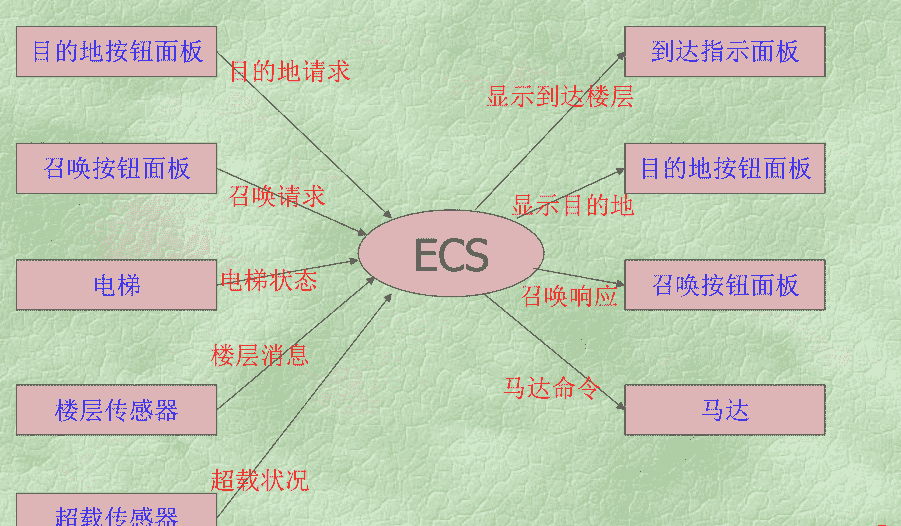 目的地按钮面板
目的地请求
召唤按钮面板
召唤请求
电梯
电梯状态
楼层传感器
楼层消息
超载传感器
超载状况
ECS
到达指示面板
显示到达楼层
目的地按钮面板
显示目的地
召唤按钮面板
召唤响应
马达
马达命令